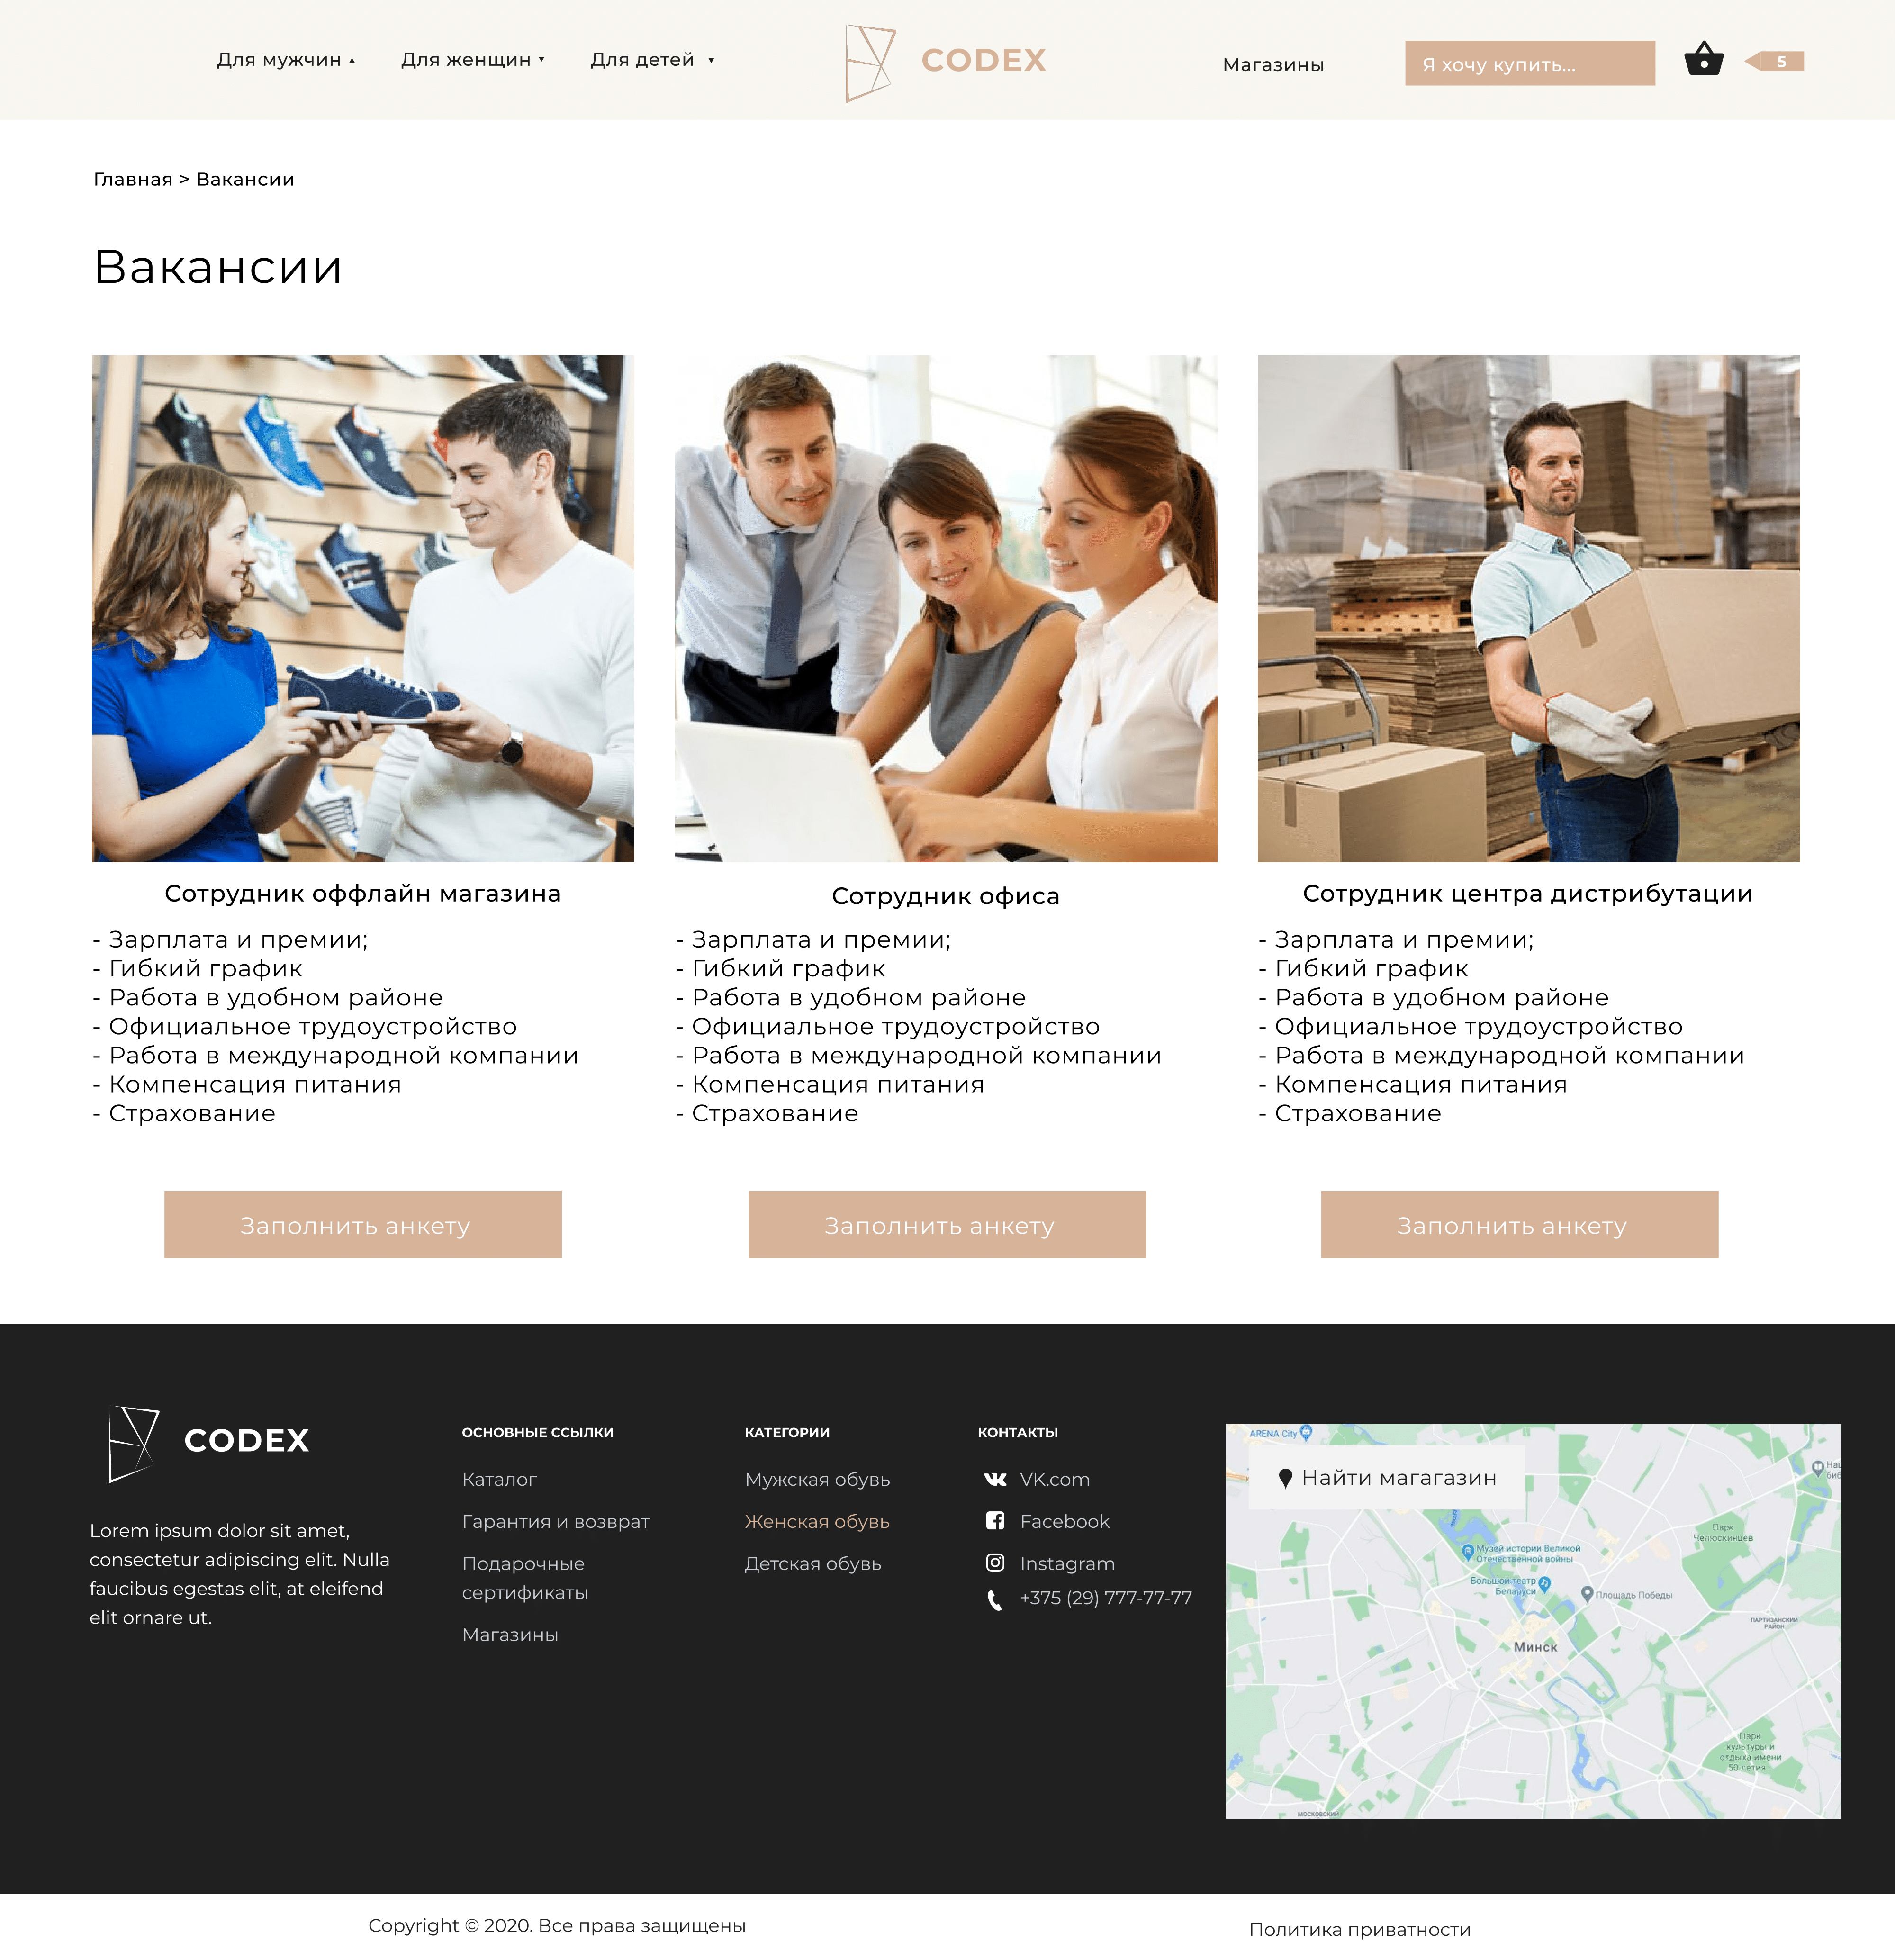 Для мужчин
Для женщин
Для детей
CODEX
Магазины
Я хочу купить...
5
Главная > Вакансии
Вакансии
Сотрудник оффлайн магазина
- Зарплата и премии;
- Гибкий график
- Работа в удобном районе
- Официальное трудоустройство
- Работа в международной компании
- Компенсация питания
- Страхование
Заполнить анкету
Сотрудник офиса
- Зарплата и премии;
- Гибкий график
- Работа в удобном районе
- Официальное трудоустройство
- Работа в международной компании
- Компенсация питания
- Страхование
Заполнить анкету
Сотрудник центра дистрибутации
- Зарплата и премии;
- Гибкий график
- Работа в удобном районе
- Официальное трудоустройство
- Работа в международной компании
- Компенсация питания
- Страхование
Заполнить анкету
CODEX
Lorem ipsum dolor sit amet,
consectetur adipiscing elit. Nulla
faucibus egestas elit, at eleifend
elit ornare ut.
ОСНОВНЫЕ ССЫЛКИ
Каталог
Гарантия и возврат
Подарочные
сертификаты
Магазины
КАТЕГОРИИ
Мужская обувь
Женская обувь
Детская обувь
КОНТАКТЫ
VK.com
Facebook
Instagram
+375 (29) 777-77-77
ARENA City
Найти магагазин
Парк
Челюскинцев
Музей истории Великой
Отечественной войны
Большой театр
Беларуси
Площадь Победы
ПАРТИЗАНСКИЙ
РАЙОН
Минск
Парк
культуры и
отдыха имени
50-летия...
МОСКОВСКИЙ
Copyright © 2020. Все права защищены
Политика приватности